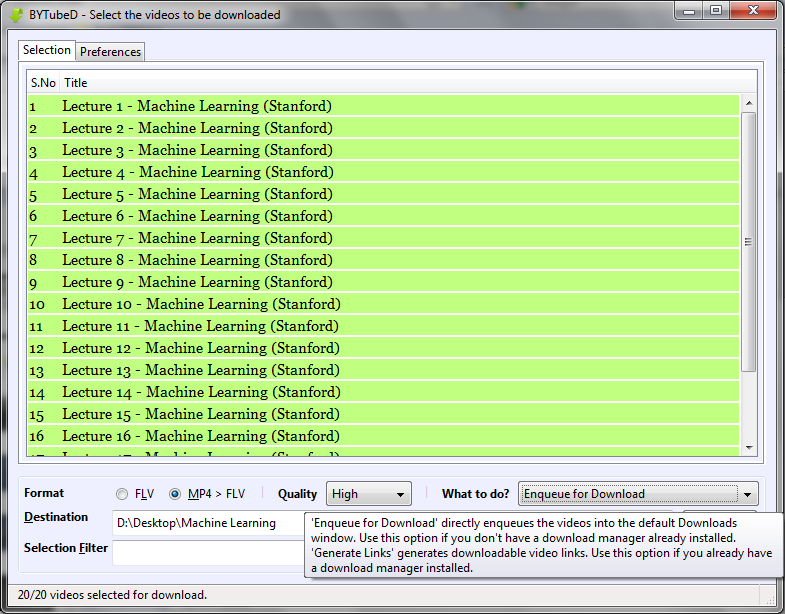 BYTubeD - Select the videos to be downloaded
Selection Preferences
S.No Title
1 Lecture 1 - Machine Learning (Stanford)
2 Lecture 2 - Machine Learning (Stanford)
3 Lecture 3 - Machine Learning (Stanford)
4 Lecture 4 - Machine Learning (Stanford)
5 Lecture 5 - Machine Learning (Stanford)
6 Lecture 6 - Machine Learning (Stanford)
7 Lecture 7 - Machine Learning (Stanford)
8 Lecture 8 - Machine Learning (Stanford)
9 Lecture 9 - Machine Learning (Stanford)
10 Lecture 10 - Machine Learning (Stanford)
11 Lecture 11 - Machine Learning (Stanford)
12 Lecture 12 - Machine Learning (Stanford)
13 Lecture 13 - Machine Learning (Stanford)
14 Lecture 14 - Machine Learning (Stanford)
15 Lecture 15 - Machine Learning (Stanford)
16 Lecture 16 - Machine Learning (Stanford)
Format FLV MP4 > FLV Quality High What to do? Enqueue for Download
Destination D:\Desktop\Machine Learning
Selection Filter
'Enqueue for Download' directly enqueues the videos into the default Downloads
window. Use this option if you don't have a download manager already installed.
'Generate Links' generates downloadable video links. Use this option if you already have
a download manager installed.
20/20 videos selected for download.